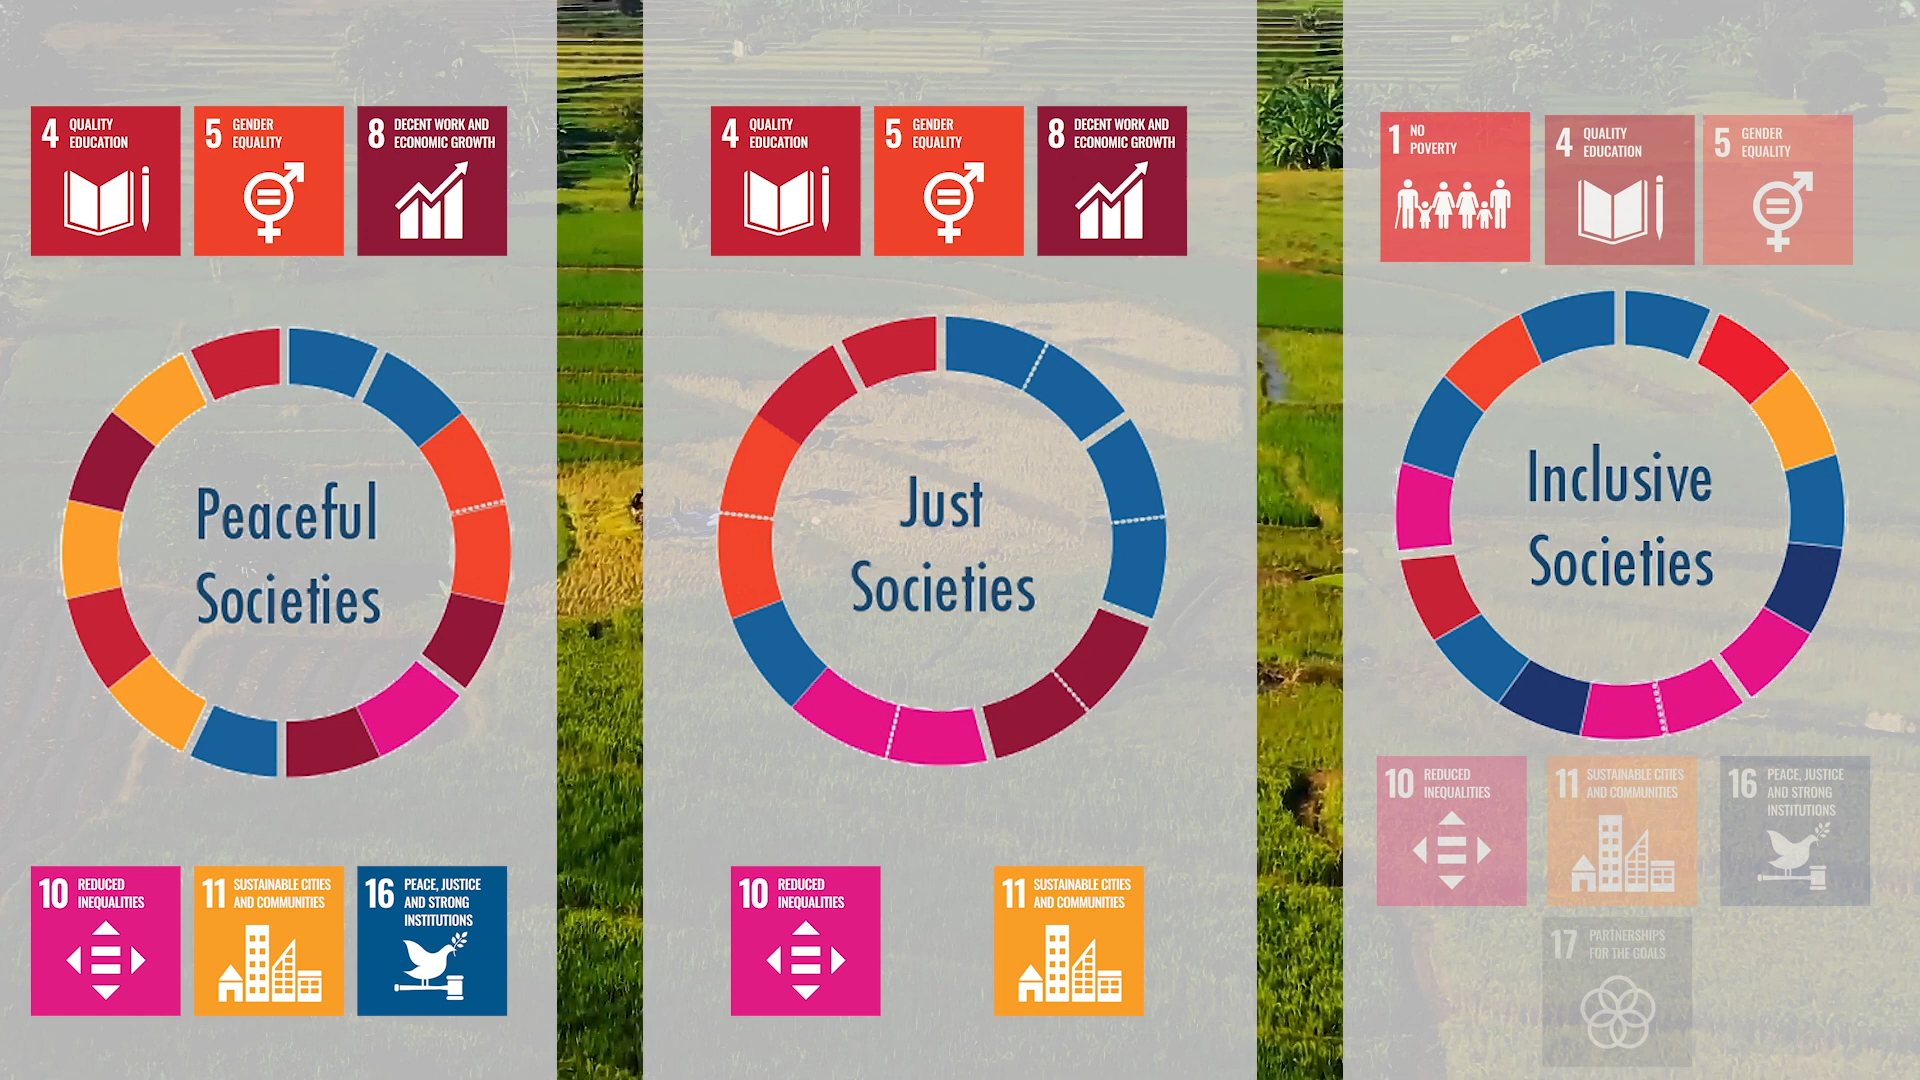 4 QUALITY
EDUCATION
5 GENDER
EQUALITY
8 DECENT WORK AND
ECONOMIC GROWTH
Peaceful
Societies
10 REDUCED
INEQUALITIES
11 SUSTAINABLE CITIES
AND COMMUNITIES
16 PEACE, JUSTICE
AND STRONG
INSTITUTIONS
4 QUALITY
EDUCATION
5 GENDER
EQUALITY
8 DECENT WORK AND
ECONOMIC GROWTH
Just
Societies
10 REDUCED
INEQUALITIES
11 SUSTAINABLE CITIES
AND COMMUNITIES
1 NO
POVERTY
4 QUALITY
EDUCATION
5 GENDER
EQUALITY
Inclusive
Societies
10 REDUCED
INEQUALITIES
11 SUSTAINABLE CITIES
AND COMMUNITIES
16 PEACE, JUSTICE
AND STRONG
INSTITUTIONS
17 PARTNERSHIPS
FOR THE GOALS